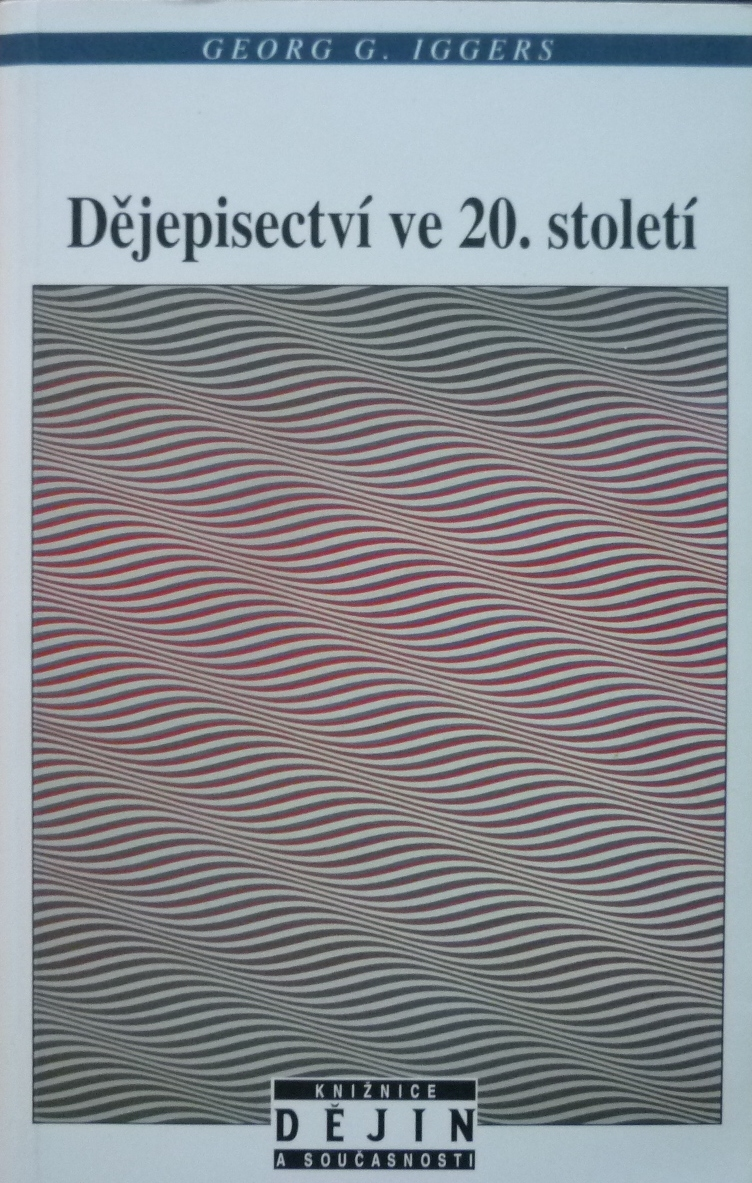 GEORG G. IGGERS
Dějepisectví ve 20. století
KNIŽNICE
DĚJIN
A SOUČASNOSTI